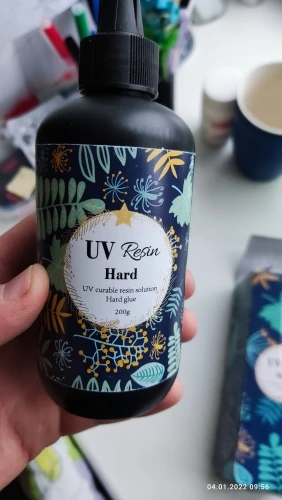 UV Resin
Hard
UV curable resin solution
Hard glue
200g
04.01.2022 09:56